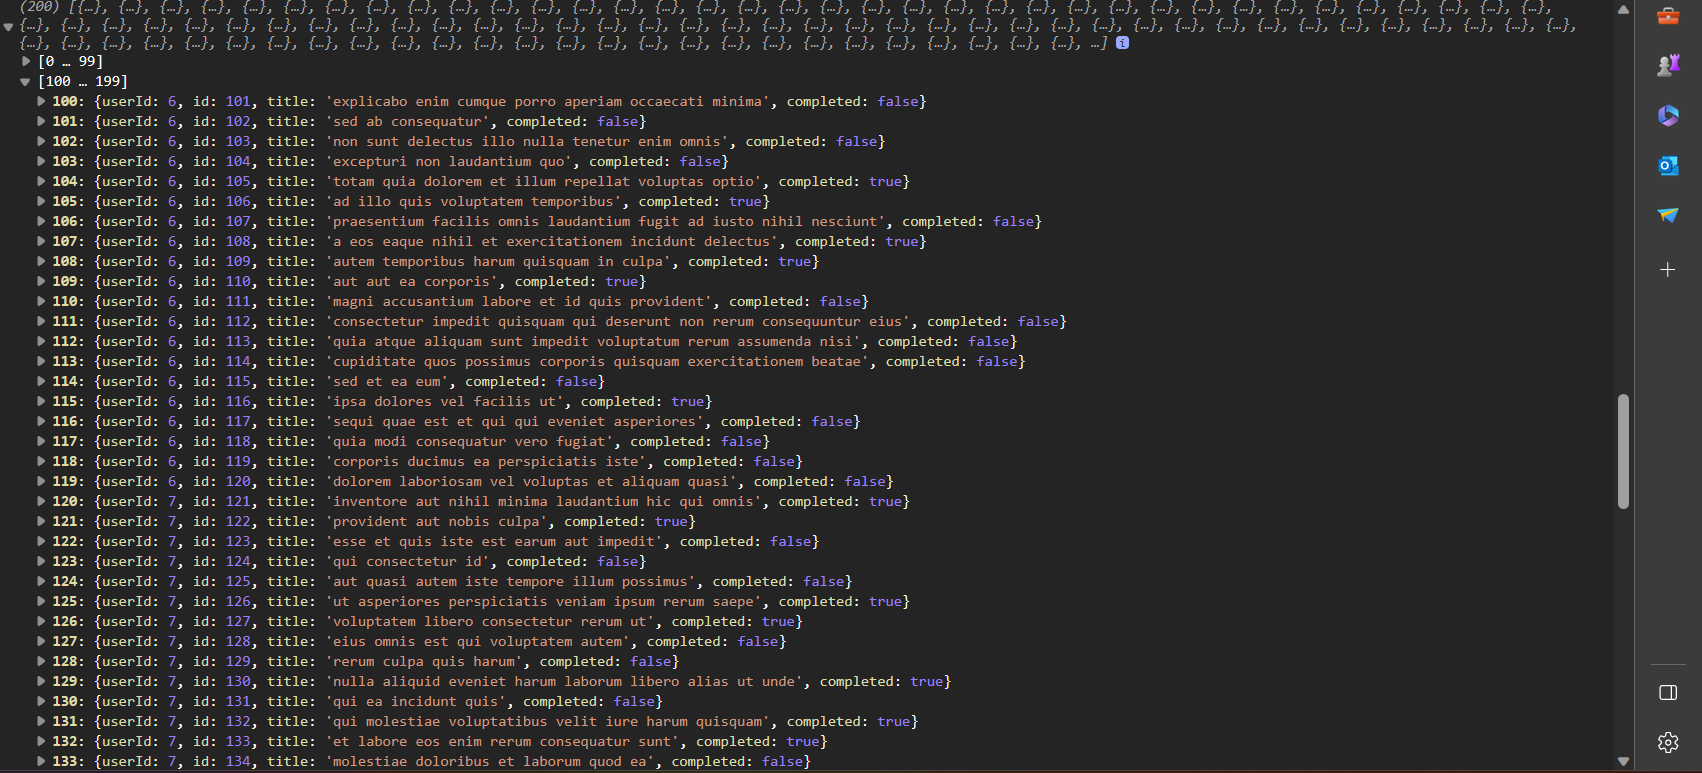 (200) [{…}, {…}, {…}, {…}, {…}, {…}, {…}, {…}, {…}, {…}, {…}, {…}, {…}, {…}, {…}, {…}, {…}, {…}, {…}, {…}, {…}, {…}, {…}, {…}, {…}, {…}, {…}, {…}, {…}, {…}, {…}, {…}, {…}, {…}, {…}, {…},
{…}, {…}, {…}, {…}, {…}, {…}, {…}, {…}, {…}, {…}, {…}, {…}, {…}, {…}, {…}, {…}, {…}, {…}, {…}, {…}, {…}, {…}, {…}, {…}, {…}, {…}, {…}, {…}, {…}, {…}, {…}, {…}, {…}, {…}, {…}, {…}, {…}, {…},
{…}, {…}, {…}, {…}, {…}, {…}, {…}, {…}, {…}, {…}, {…}, {…}, {…}, {…}, {…}, {…}, {…}, {…}, {…}, {…}, {…}, {…}, {…}, {…}, {…}, {…}, …] i
[0 … 99]
[100 … 199]
100: {userId: 6, id: 101, title: 'explicabo enim cumque porro aperiam occaecati minima', completed: false}
101: {userId: 6, id: 102, title: 'sed ab consequatur', completed: false}
102: {userId: 6, id: 103, title: 'non sunt delectus illo nulla tenetur enim omnis', completed: false}
103: {userId: 6, id: 104, title: 'excepturi non laudantium quo', completed: false}
104: {userId: 6, id: 105, title: 'totam quia dolorem et illum repellat voluptas optio', completed: true}
105: {userId: 6, id: 106, title: 'ad illo quis voluptatem temporibus', completed: true}
106: {userId: 6, id: 107, title: 'praesentium facilis omnis laudantium fugit ad iusto nihil nesciunt', completed: false}
107: {userId: 6, id: 108, title: 'a eos eaque nihil et exercitationem incidunt delectus', completed: true}
108: {userId: 6, id: 109, title: 'autem temporibus harum quisquam in culpa', completed: true}
109: {userId: 6, id: 110, title: 'aut aut ea corporis', completed: true}
110: {userId: 6, id: 111, title: 'magni accusantium labore et id quis provident', completed: false}
111: {userId: 6, id: 112, title: 'consectetur impedit quisquam qui deserunt non rerum consequuntur eius', completed: false}
112: {userId: 6, id: 113, title: 'quia atque aliquam sunt impedit voluptatum rerum assumenda nisi', completed: false}
113: {userId: 6, id: 114, title: 'cupiditate quos possimus corporis quisquam exercitationem beatae', completed: false}
114: {userId: 6, id: 115, title: 'sed et ea eum', completed: false}
115: {userId: 6, id: 116, title: 'ipsa dolores vel facilis ut', completed: true}
116: {userId: 6, id: 117, title: 'sequi quae est et qui qui eveniet asperiores', completed: false}
117: {userId: 6, id: 118, title: 'quia modi consequatur vero fugiat', completed: false}
118: {userId: 6, id: 119, title: 'corporis ducimus ea perspiciatis iste', completed: false}
119: {userId: 6, id: 120, title: 'dolorem laboriosam vel voluptas et aliquam quasi', completed: false}
120: {userId: 7, id: 121, title: 'inventore aut nihil minima laudantium hic qui omnis', completed: true}
121: {userId: 7, id: 122, title: 'provident aut nobis culpa', completed: true}
122: {userId: 7, id: 123, title: 'esse et quis iste est earum aut impedit', completed: false}
123: {userId: 7, id: 124, title: 'qui consectetur id', completed: false}
124: {userId: 7, id: 125, title: 'aut quasi autem iste tempore illum possimus', completed: false}
125: {userId: 7, id: 126, title: 'ut asperiores perspiciatis veniam ipsum rerum saepe', completed: true}
126: {userId: 7, id: 127, title: 'voluptatem libero consectetur rerum ut', completed: true}
127: {userId: 7, id: 128, title: 'eius omnis est qui voluptatem autem', completed: false}
128: {userId: 7, id: 129, title: 'rerum culpa quis harum', completed: false}
129: {userId: 7, id: 130, title: 'nulla aliquid eveniet harum laborum libero alias ut unde', completed: true}
130: {userId: 7, id: 131, title: 'qui ea incidunt quis', completed: false}
131: {userId: 7, id: 132, title: 'qui molestiae voluptatibus velit iure harum quisquam', completed: true}
132: {userId: 7, id: 133, title: 'et labore eos enim rerum consequatur sunt', completed: true}
133: {userId: 7, id: 134, title: 'molestiae doloribus et laborum quod ea', completed: false}